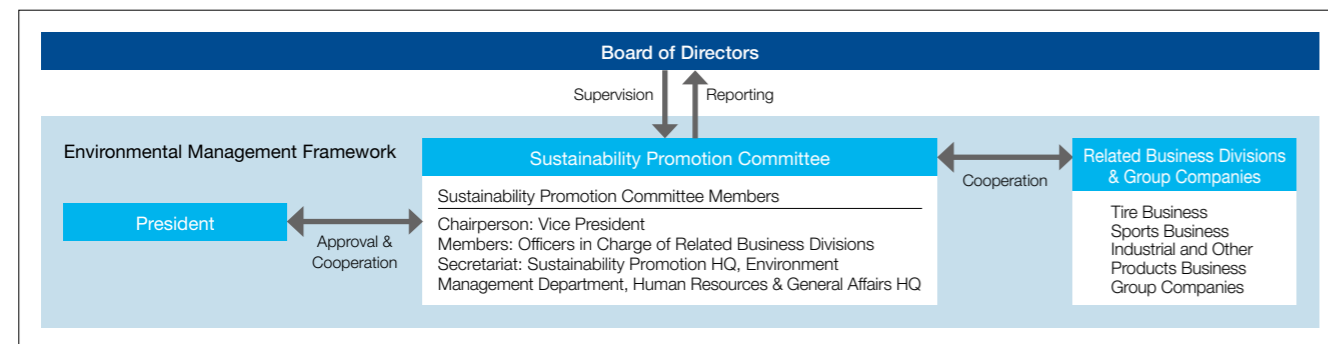 Board of Directors
Supervision
Reporting
Environmental Management Framework
Sustainability Promotion Committee
Sustainability Promotion Committee Members
Chairperson: Vice President
Members: Officers in Charge of Related Business Divisions
Secretariat: Sustainability Promotion HQ, Environment
Management Department, Human Resources & General Affairs HQ
President
Approval &
Cooperation
Cooperation
Related Business Divisions
& Group Companies
Tire Business
Sports Business
Industrial and Other
Products Business
Group Companies